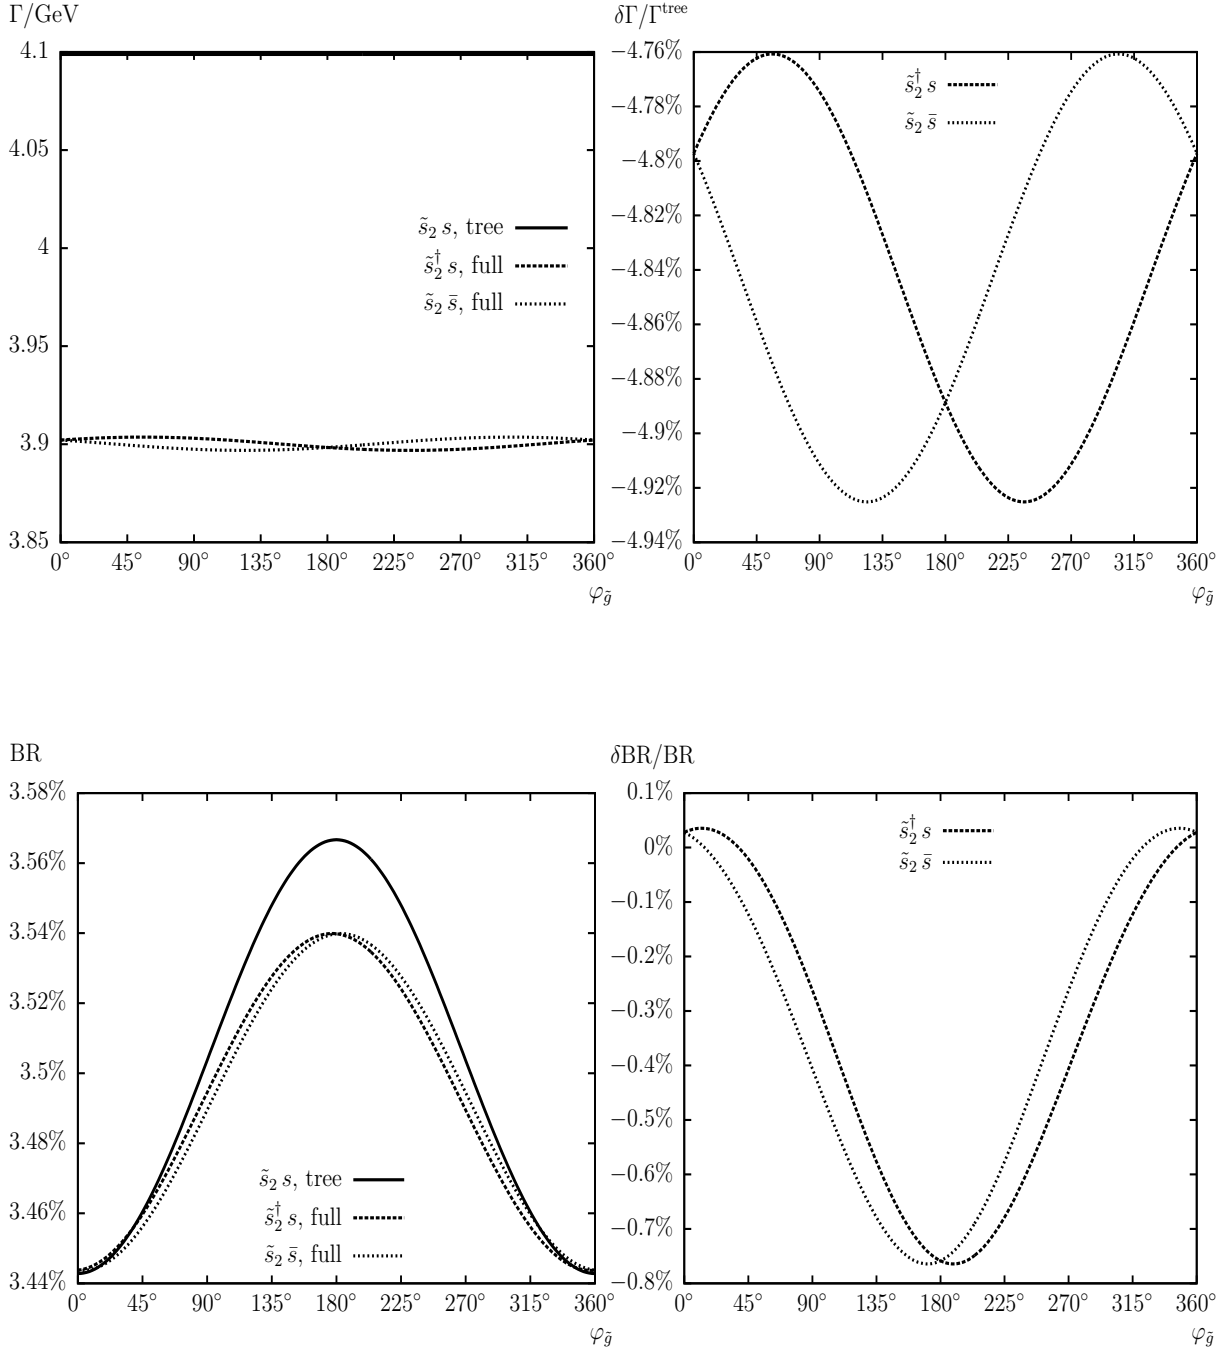 Γ/GeV
4.1
4.05
4
3.95
3.9
3.85
s̃₂ s, tree
s̃₂† s, full
s̃₂ s̄, full
0° 45° 90° 135° 180° 225° 270° 315° 360°
φ_g̃
δΓ/Γ^tree
−4.76%
−4.78%
−4.8%
−4.82%
−4.84%
−4.86%
−4.88%
−4.9%
−4.92%
−4.94%
s̃₂† s
s̃₂ s̄
0° 45° 90° 135° 180° 225° 270° 315° 360°
φ_g̃
BR
3.58%
3.56%
3.54%
3.52%
3.5%
3.48%
3.46%
3.44%
s̃₂ s, tree
s̃₂† s, full
s̃₂ s̄, full
0° 45° 90° 135° 180° 225° 270° 315° 360°
φ_g̃
δBR/BR
0.1%
0%
−0.1%
−0.2%
−0.3%
−0.4%
−0.5%
−0.6%
−0.7%
−0.8%
s̃₂† s
s̃₂ s̄
0° 45° 90° 135° 180° 225° 270° 315° 360°
φ_g̃